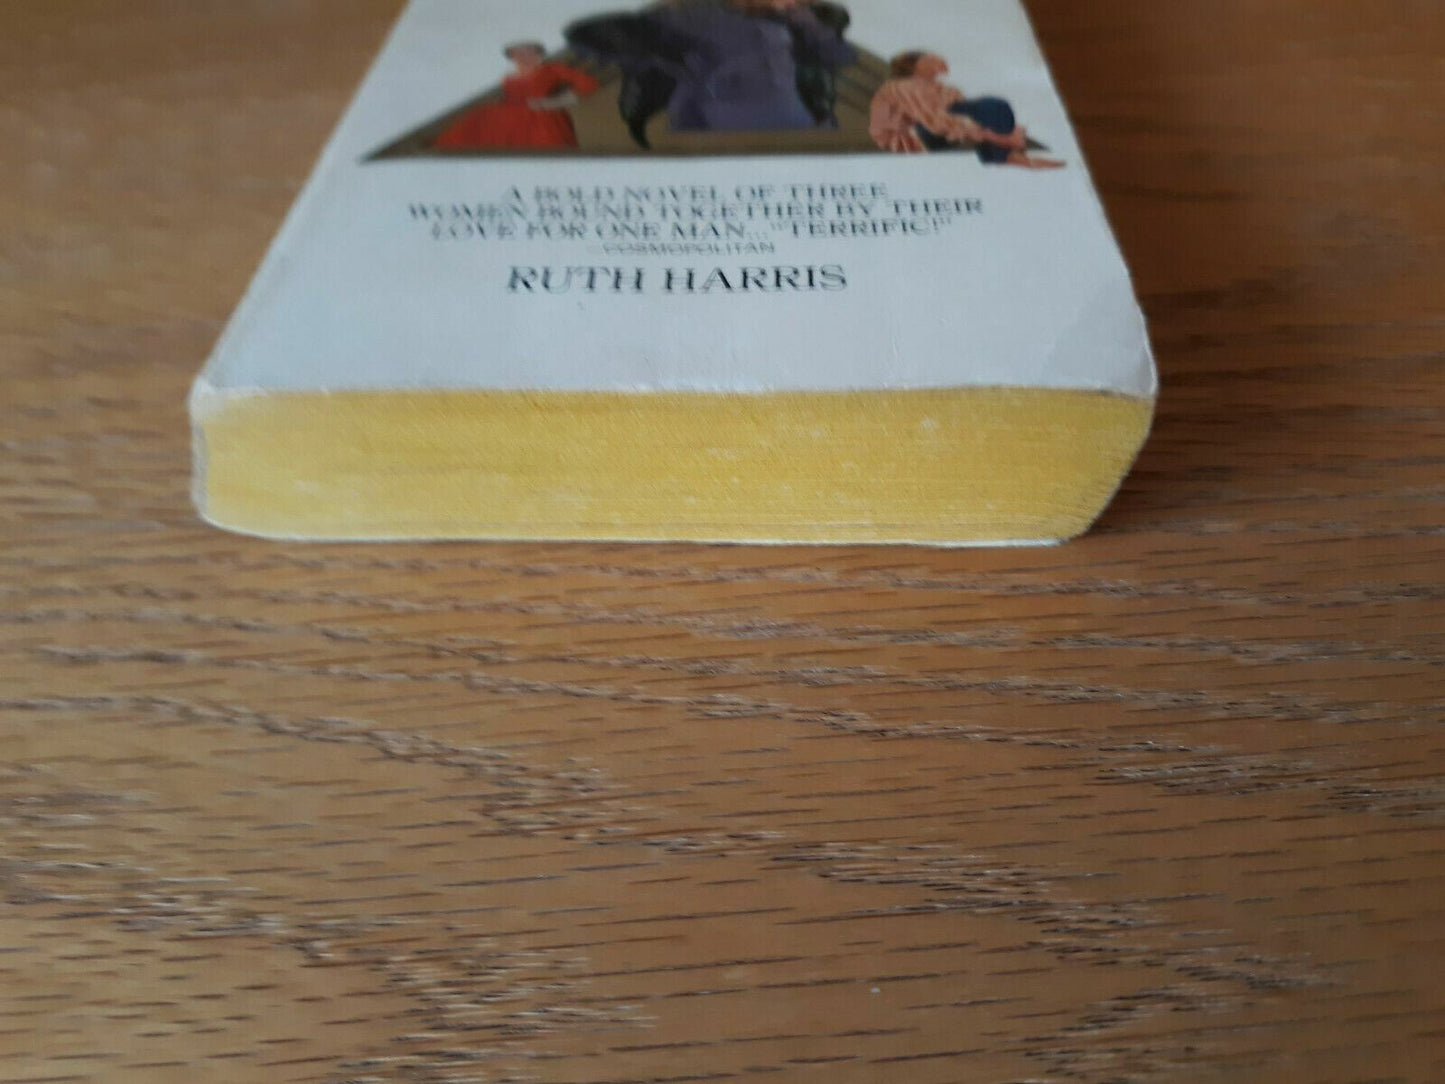 A BOLD NOVEL OF THREE
WOMEN BOUND TOGETHER BY THEIR
LOVE FOR ONE MAN..."TERRIFIC!"
—COSMOPOLITAN
RUTH HARRIS